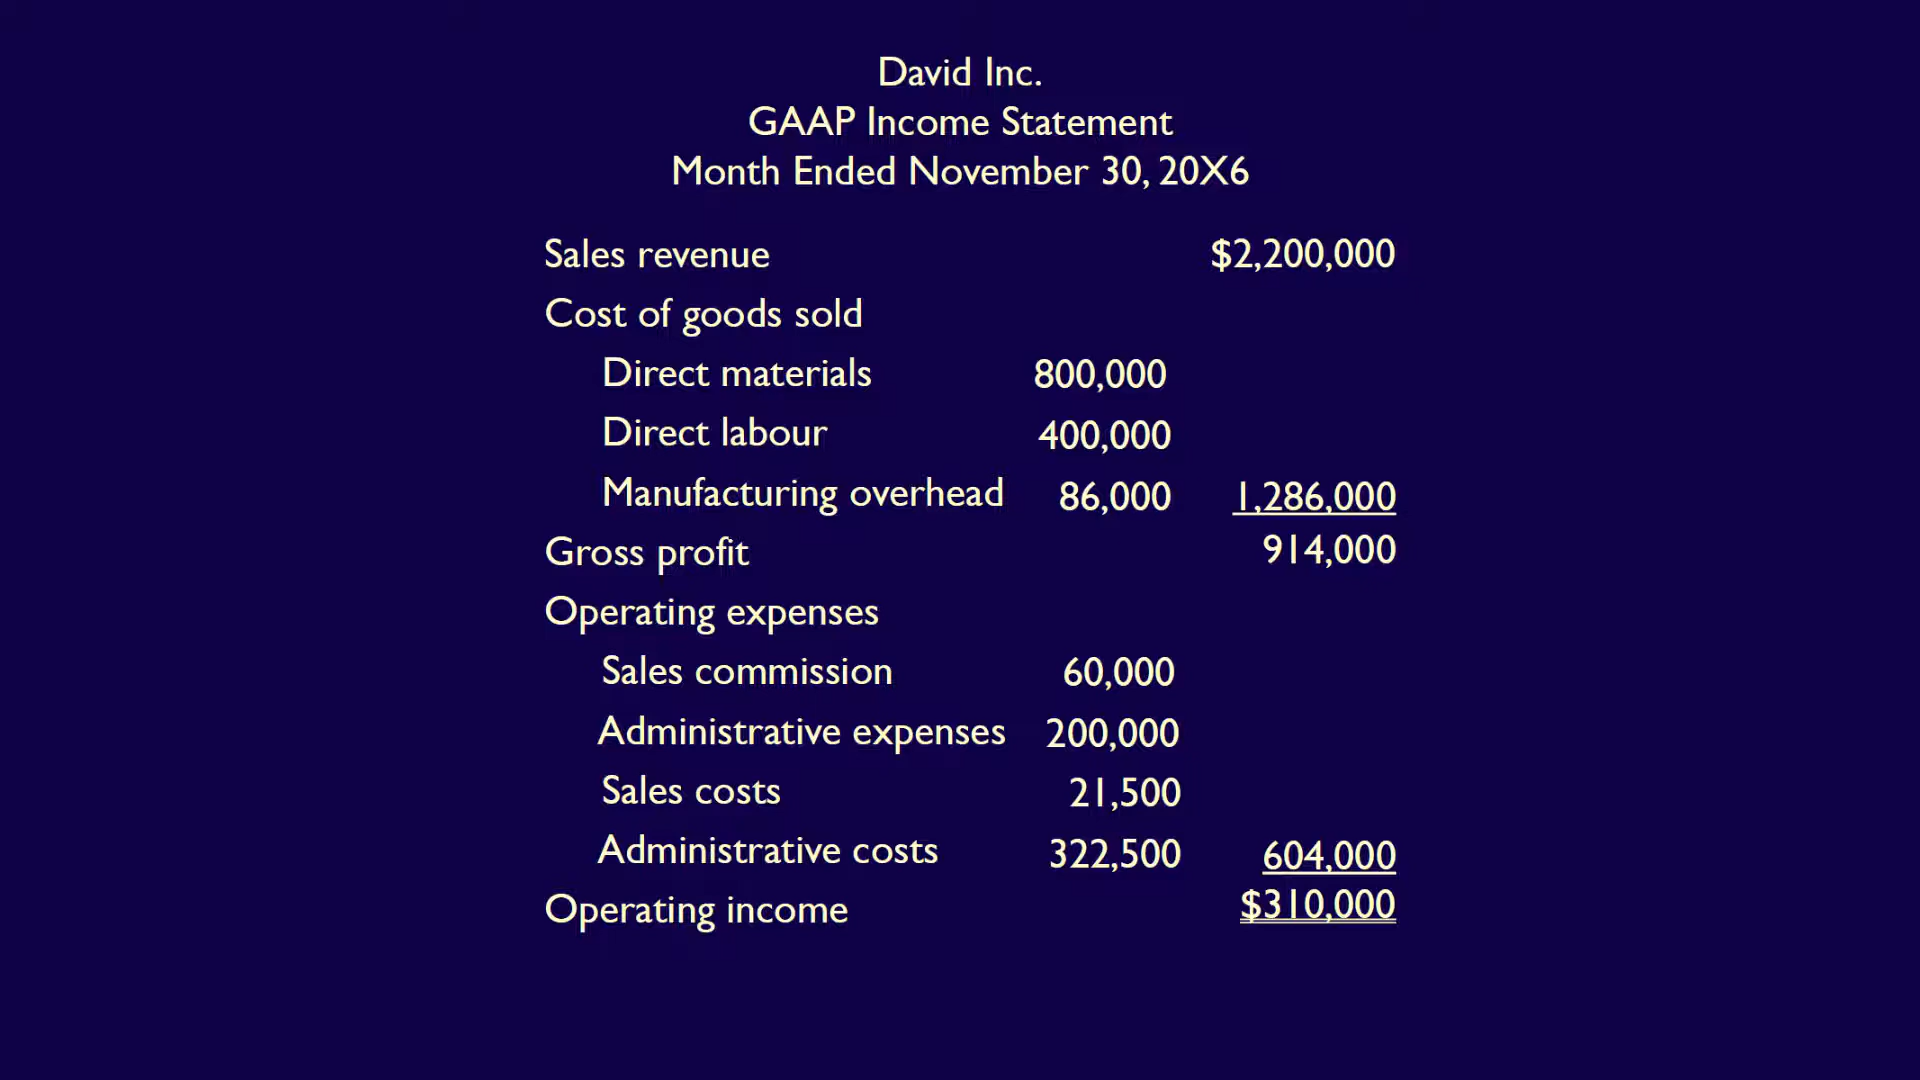 David Inc.
GAAP Income Statement
Month Ended November 30, 20X6
Sales revenue $2,200,000
Cost of goods sold
Direct materials 800,000
Direct labour 400,000
Manufacturing overhead 86,000 1,286,000
Gross profit 914,000
Operating expenses
Sales commission 60,000
Administrative expenses 200,000
Sales costs 21,500
Administrative costs 322,500 604,000
Operating income $310,000